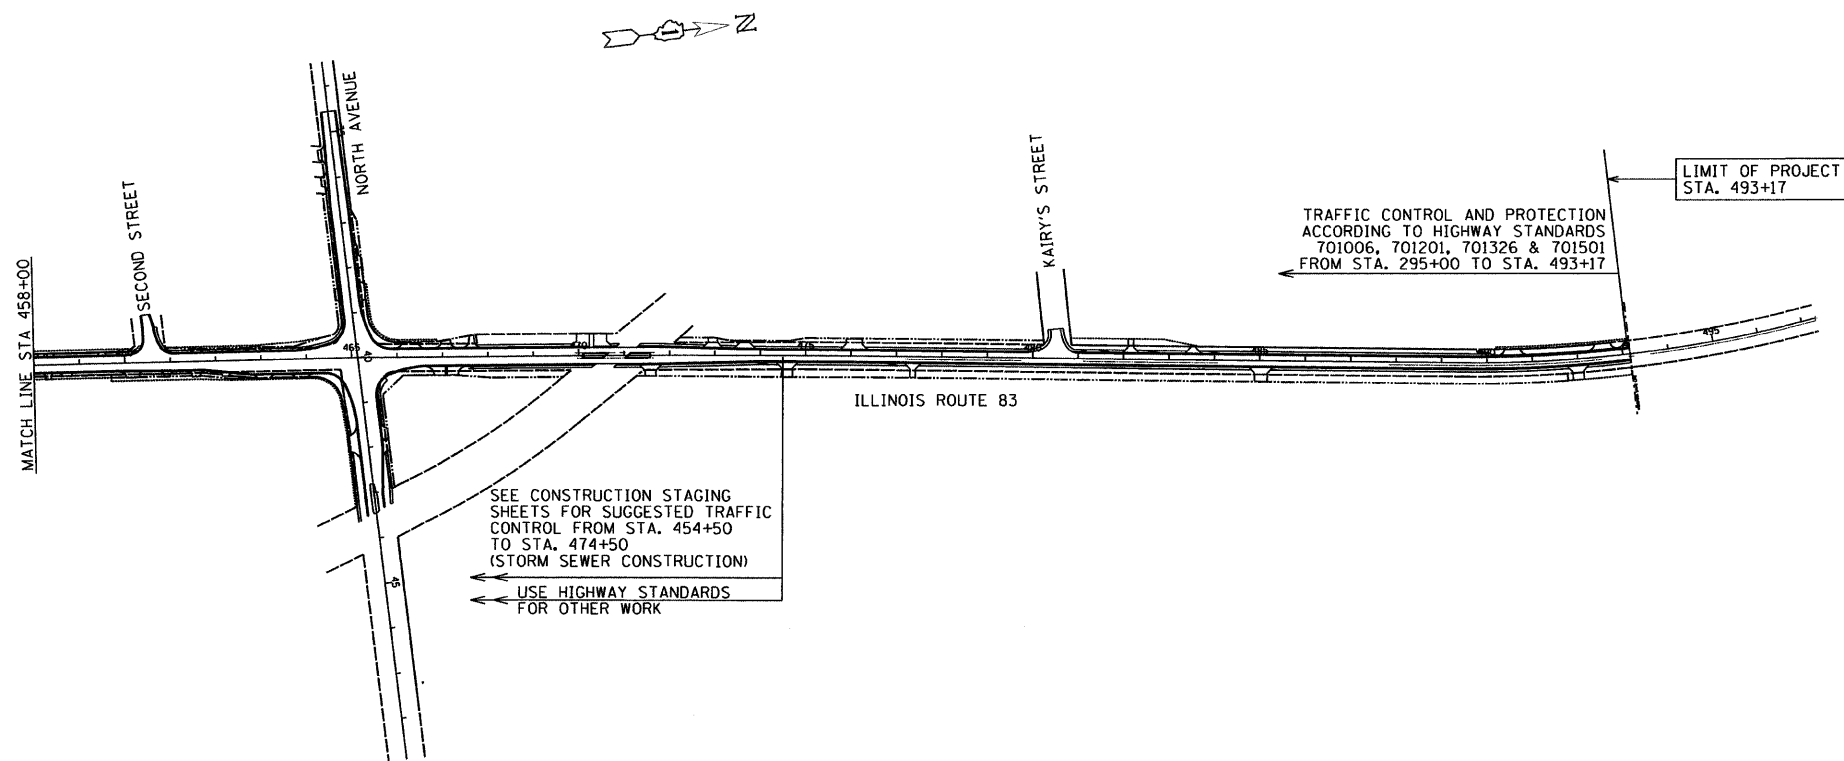 N
NORTH AVENUE
SECOND STREET
MATCH LINE STA 458+00
KAIRY'S STREET
LIMIT OF PROJECT
STA. 493+17
TRAFFIC CONTROL AND PROTECTION
ACCORDING TO HIGHWAY STANDARDS
701006, 701201, 701326 & 701501
FROM STA. 295+00 TO STA. 493+17
465
40
495
ILLINOIS ROUTE 83
SEE CONSTRUCTION STAGING
SHEETS FOR SUGGESTED TRAFFIC
CONTROL FROM STA. 454+50
TO STA. 474+50
(STORM SEWER CONSTRUCTION)
USE HIGHWAY STANDARDS
FOR OTHER WORK
45